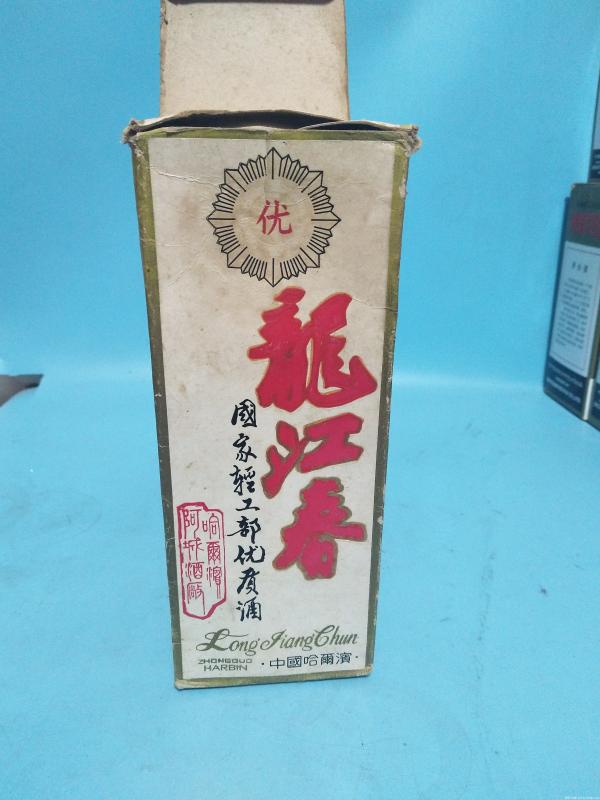 优
龍江春
國家輕工部优质酒
哈爾濱
阿城酒廠
Long Jiang Chun
ZHONGGUO
HARBIN
·中國哈爾濱·